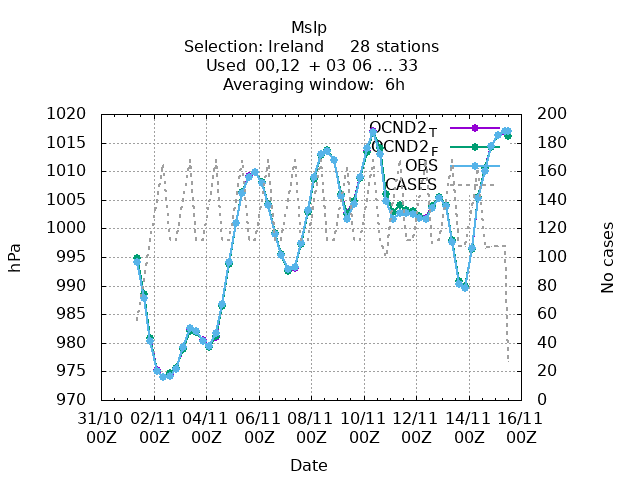 Mslp
Selection: Ireland     28 stations
Used  00,12  + 03 06 ... 33
Averaging window:  6h
OCND2 T
OCND2 F
OBS
CASES
1020
1015
1010
1005
1000
995
990
985
980
975
970
200
180
160
140
120
100
80
60
40
20
0
hPa
No cases
31/10 02/11 04/11 06/11 08/11 10/11 12/11 14/11 16/11
00Z 00Z 00Z 00Z 00Z 00Z 00Z 00Z 00Z
Date